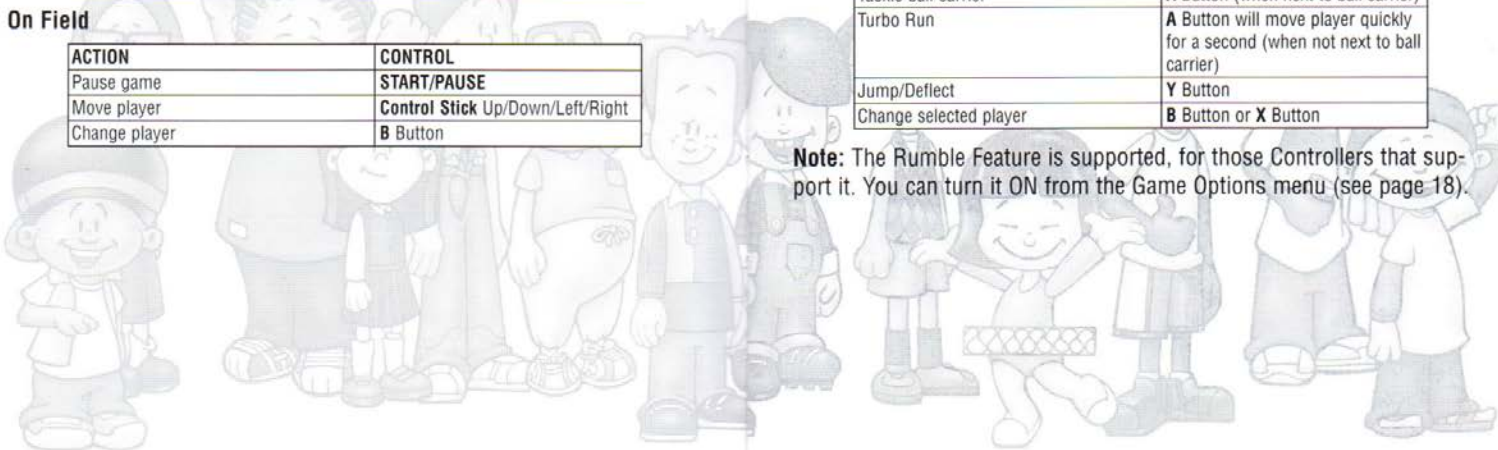 On Field
ACTION CONTROL
Pause game START/PAUSE
Move player Control Stick Up/Down/Left/Right
Change player B Button
Turbo Run A Button will move player quickly
for a second (when not next to ball
carrier)
Jump/Deflect Y Button
Change selected player B Button or X Button
Note: The Rumble Feature is supported, for those Controllers that sup-
port it. You can turn it ON from the Game Options menu (see page 18).